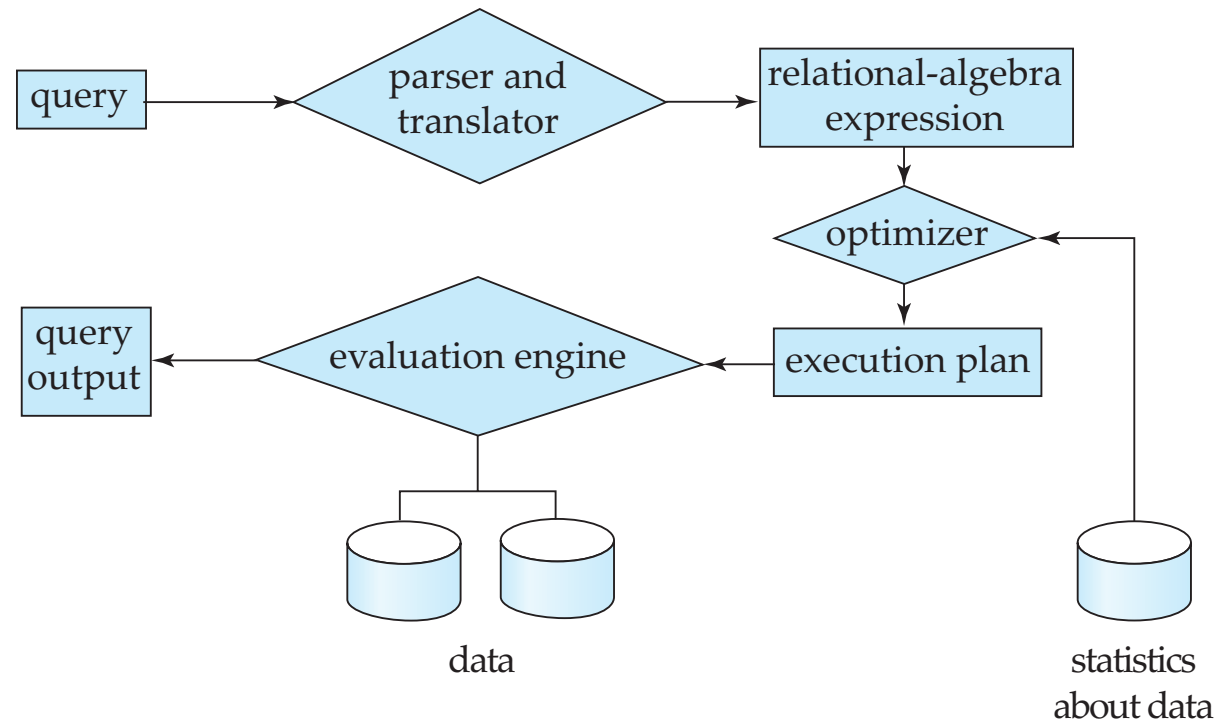 query
parser and
translator
relational-algebra
expression
optimizer
query
output
evaluation engine
execution plan
data
statistics
about data